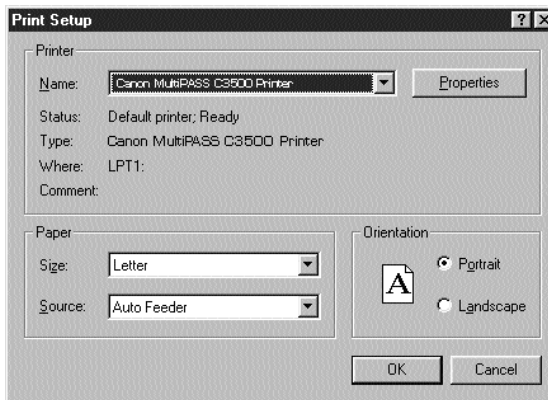 Print Setup
Printer
Name: Canon MultiPASS C3500 Printer Properties
Status: Default printer; Ready
Type: Canon MultiPASS C3500 Printer
Where: LPT1:
Comment:
Paper
Size: Letter
Source: Auto Feeder
Orientation
A
Portrait
Landscape
OK Cancel